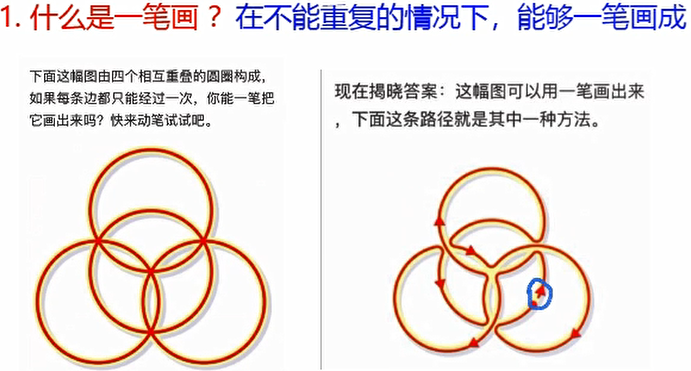 1. 什么是一笔画？在不能重复的情况下，能够一笔画成
下面这幅图由四个相互重叠的圆圈构成，
如果每条边都只能经过一次，你能一笔把
它画出来吗？快来动笔试试吧。
现在揭晓答案：这幅图可以用一笔画出来
，下面这条路径就是其中一种方法。